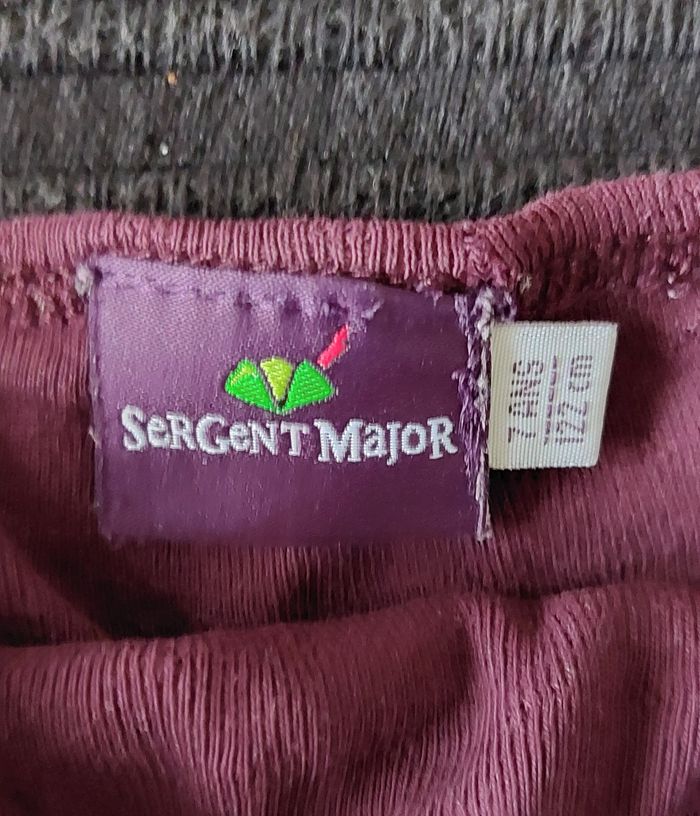 SeRGeNT MajoR
7 ANS
122 cm